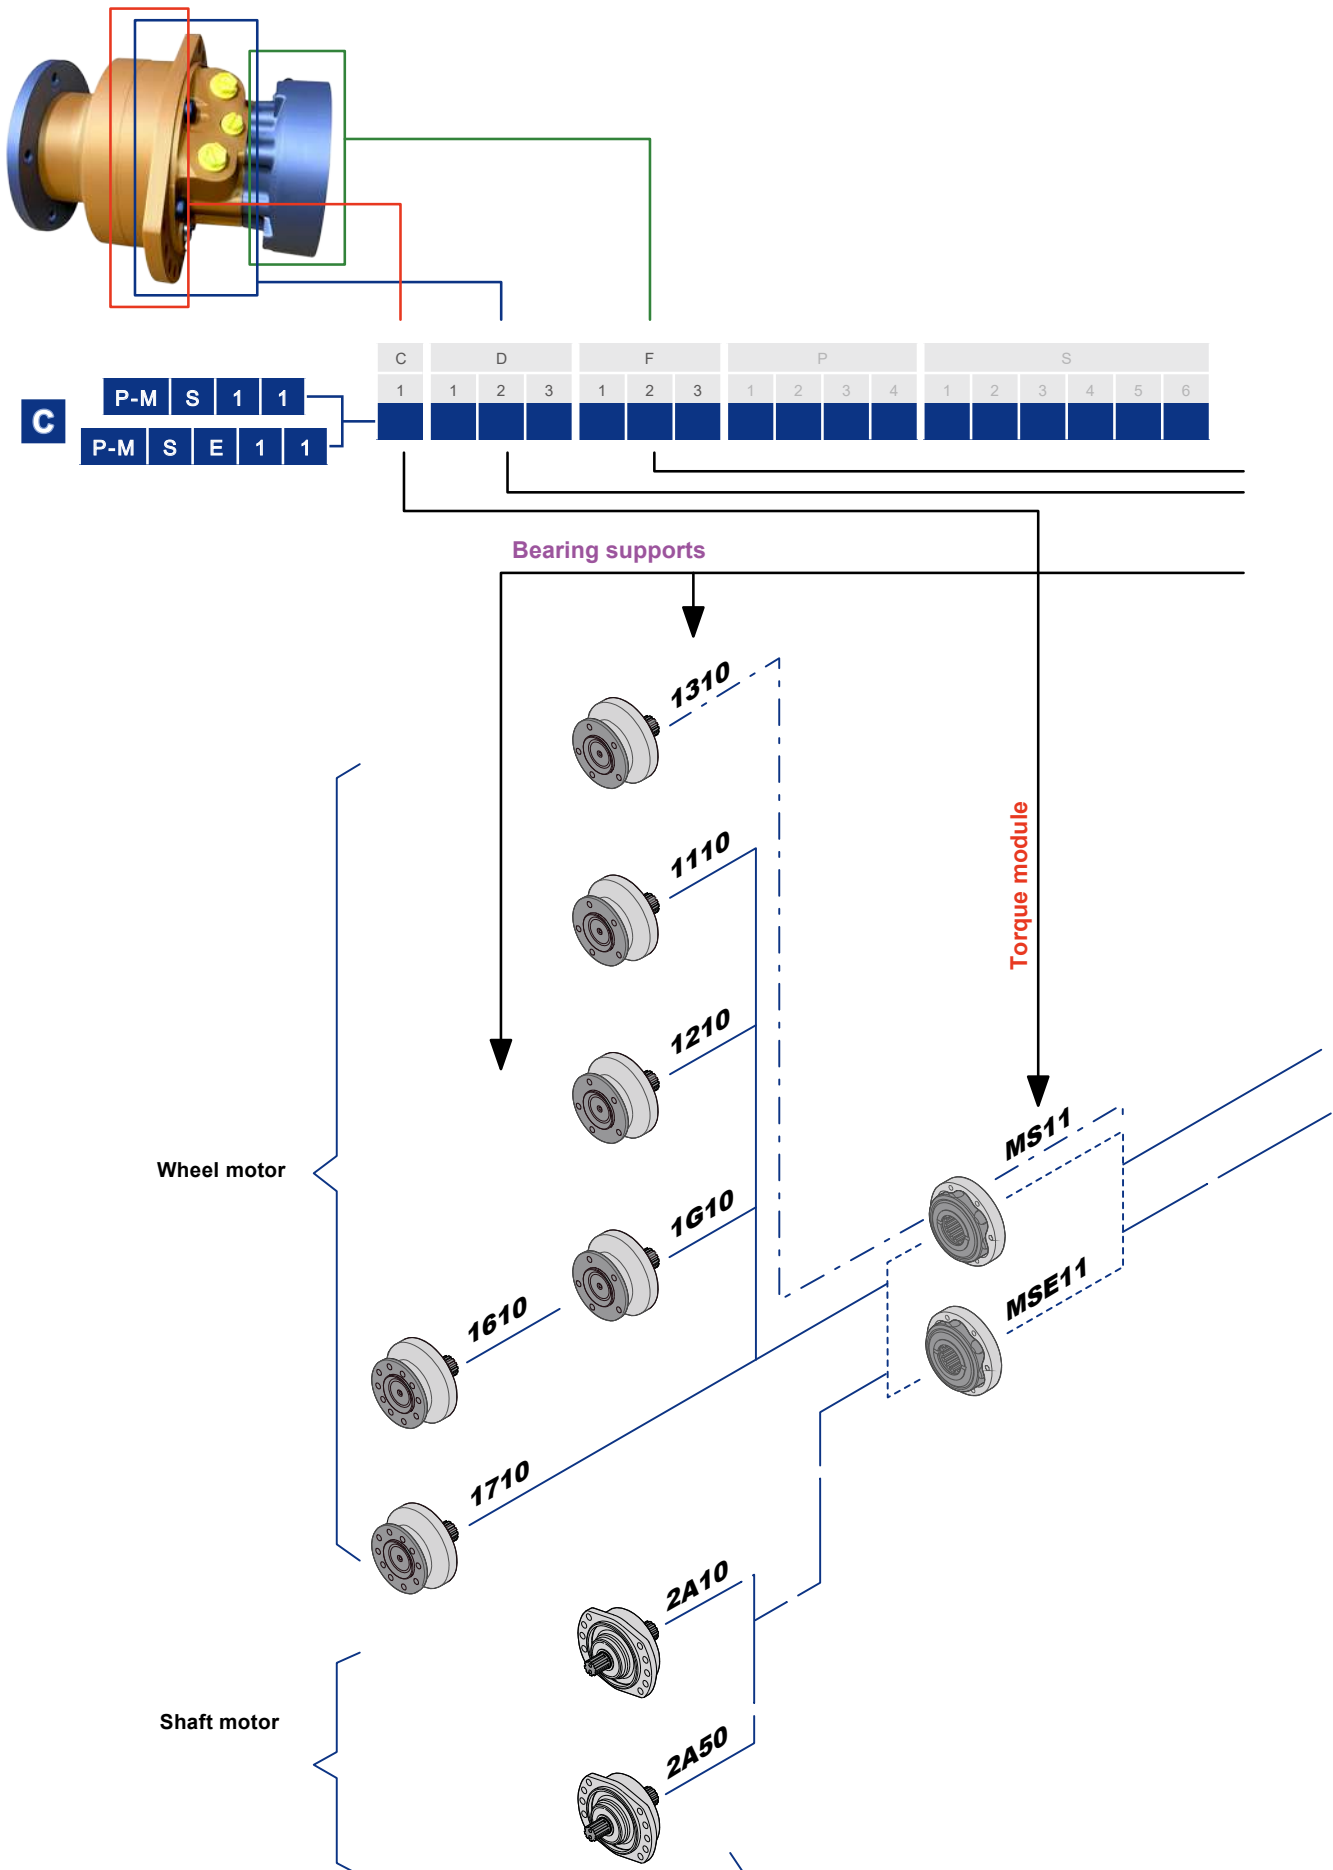 C D F P S
1 1 2 3 1 2 3 1 2 3 4 1 2 3 4 5 6
C
P-M S 1 1
P-M S E 1 1
Bearing supports
1310
1110
Torque module
1210
MS11
Wheel motor
1G10
MSE11
1610
1710
2A10
Shaft motor
2A50